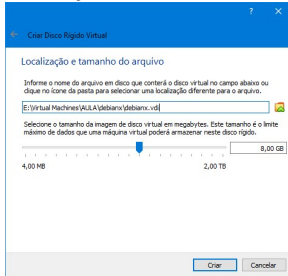 Criar Disco Rígido Virtual
Localização e tamanho do arquivo
Informe o nome do arquivo em disco que conterá o disco virtual no campo abaixo ou
clique no ícone da pasta para selecionar uma localização diferente para o arquivo.
E:\Virtual Machines\AULA\debianx\debianx.vdi
Selecione o tamanho da imagem de disco virtual em megabytes. Este tamanho é o limite
máximo de dados que uma máquina virtual poderá armazenar neste disco rígido.
8,00 GB
4,00 MB 2,00 TB
Criar Cancelar